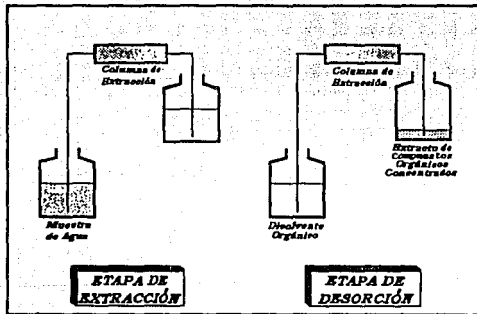 Columnas de
Extracción
Muestra
de Agua
ETAPA DE
EXTRACCIÓN
Columna de
Extracción
Extracto de
Compuestos
Orgánicos
Concentrados
Disolvente
Orgánico
ETAPA DE
DESORCIÓN